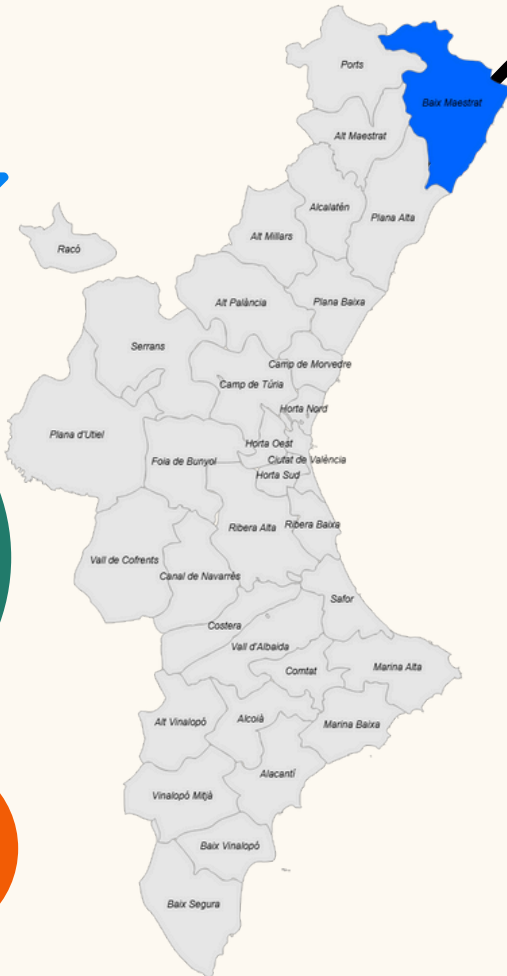 Ports
Baix Maestrat
Alt Maestrat
Alcalatén
Plana Alta
Alt Millars
Racó
Alt Palància
Plana Baixa
Serrans
Camp de Morvedre
Camp de Túria
Horta Nord
Plana d'Utiel
Horta Oest
Foia de Bunyol
Ciutat de València
Horta Sud
Ribera Alta
Ribera Baixa
Vall de Cofrents
Canal de Navarrés
Safor
Costera
Vall d'Albaida
Comtat
Marina Alta
Alt Vinalopó
Alcoià
Marina Baixa
Alacantí
Vinalopó Mitjà
Baix Vinalopó
Baix Segura